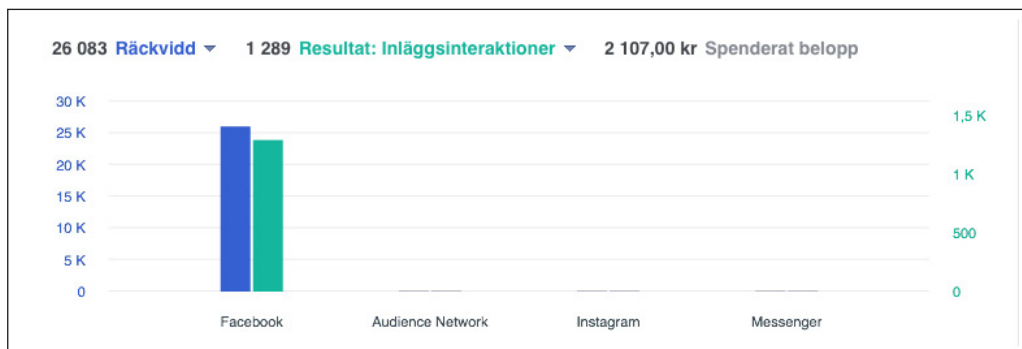 26 083 Räckvidd 1 289 Resultat: Inläggsinteraktioner 2 107,00 kr Spenderat belopp
30 K
25 K
20 K
15 K
10 K
5 K
0
1,5 K
1 K
500
0
Facebook Audience Network Instagram Messenger